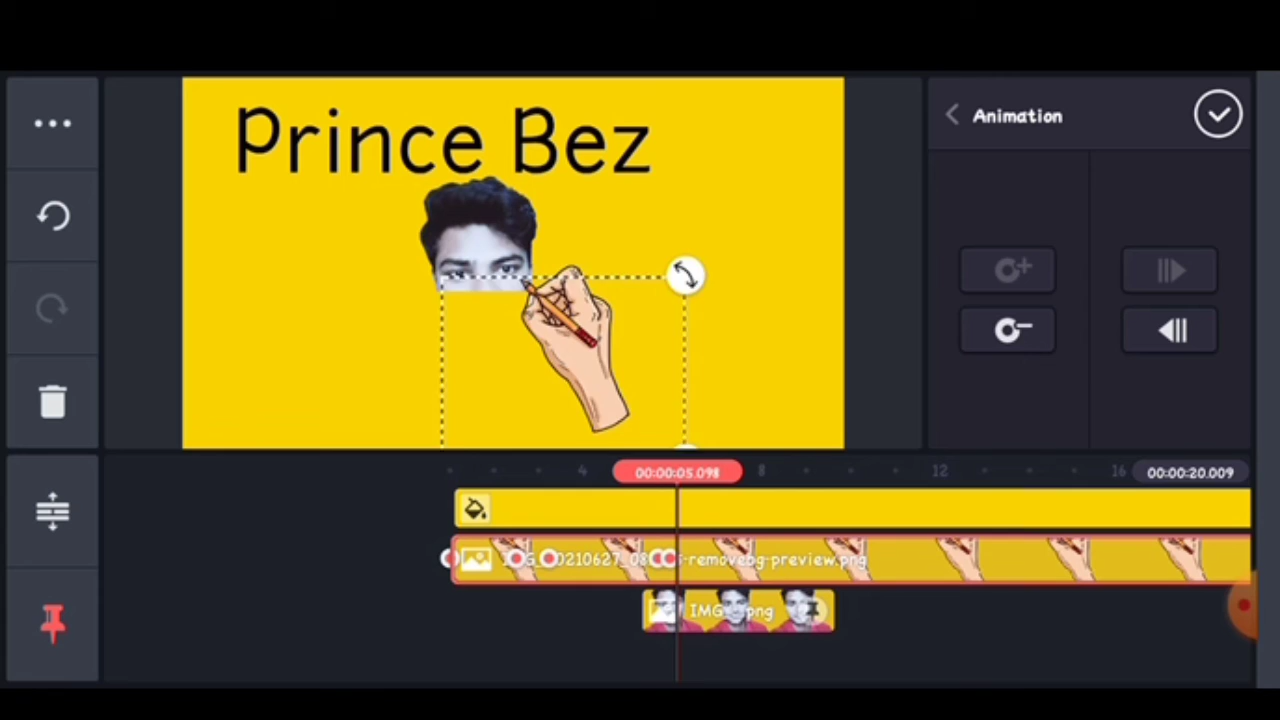 Prince Bez
Animation
4
00:00:05.098
8
12
16
00:00:20.009
-removebg-preview.png
IMG
png